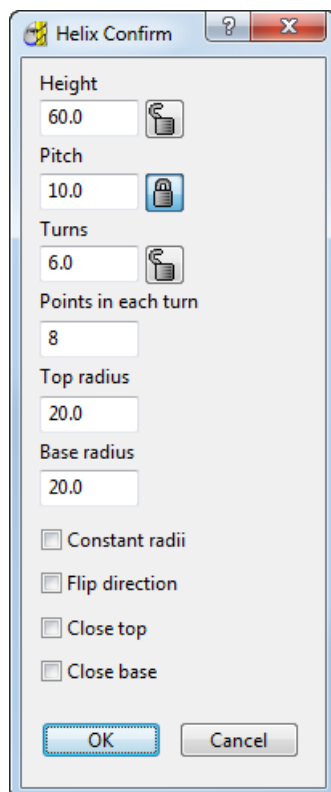 Helix Confirm
Height
60.0
Pitch
10.0
Turns
6.0
Points in each turn
8
Top radius
20.0
Base radius
20.0
Constant radii
Flip direction
Close top
Close base
OK Cancel